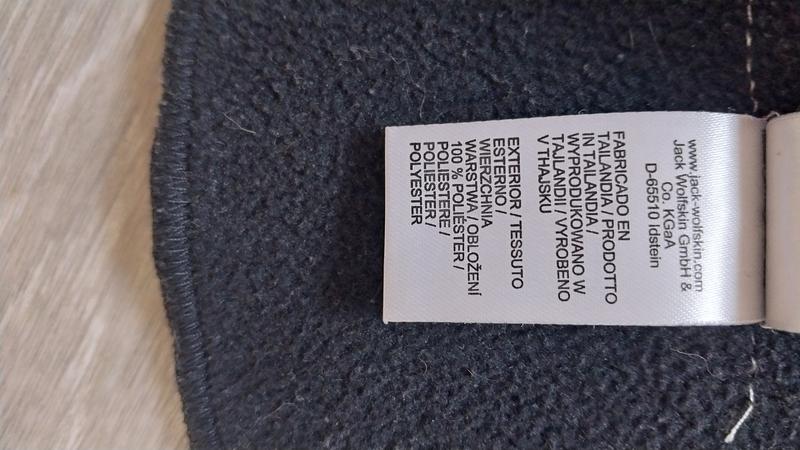 www.jack-wolfskin.com
Jack Wolfskin GmbH &
Co. KGaA
D-65510 Idstein
FABRICADO EN
TAILANDIA / PRODOTTO
IN TAILANDIA /
WYPRODUKOWANO W
TAJLANDII / VYROBENO
V THAJSKU
EXTERIOR / TESSUTO
ESTERNO /
WIERZCHNIA
WARSTWA / OBLOŽENÍ
100 % POLIÉSTER /
POLIESTERE /
POLIESTER /
POLYESTER